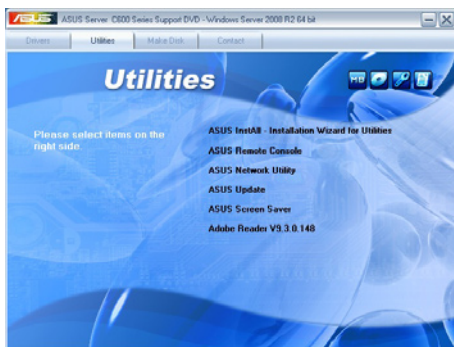 ASUS ASUS Server C600 Series Support DVD - Windows Server 2008 R2 64 bit
Drivers Utilities Make Disk Contact
Utilities
Please select items on the
right side.
ASUS InstAll - Installation Wizard for Utilities
ASUS Remote Console
ASUS Network Utility
ASUS Update
ASUS Screen Saver
Adobe Reader V9.3.0.148